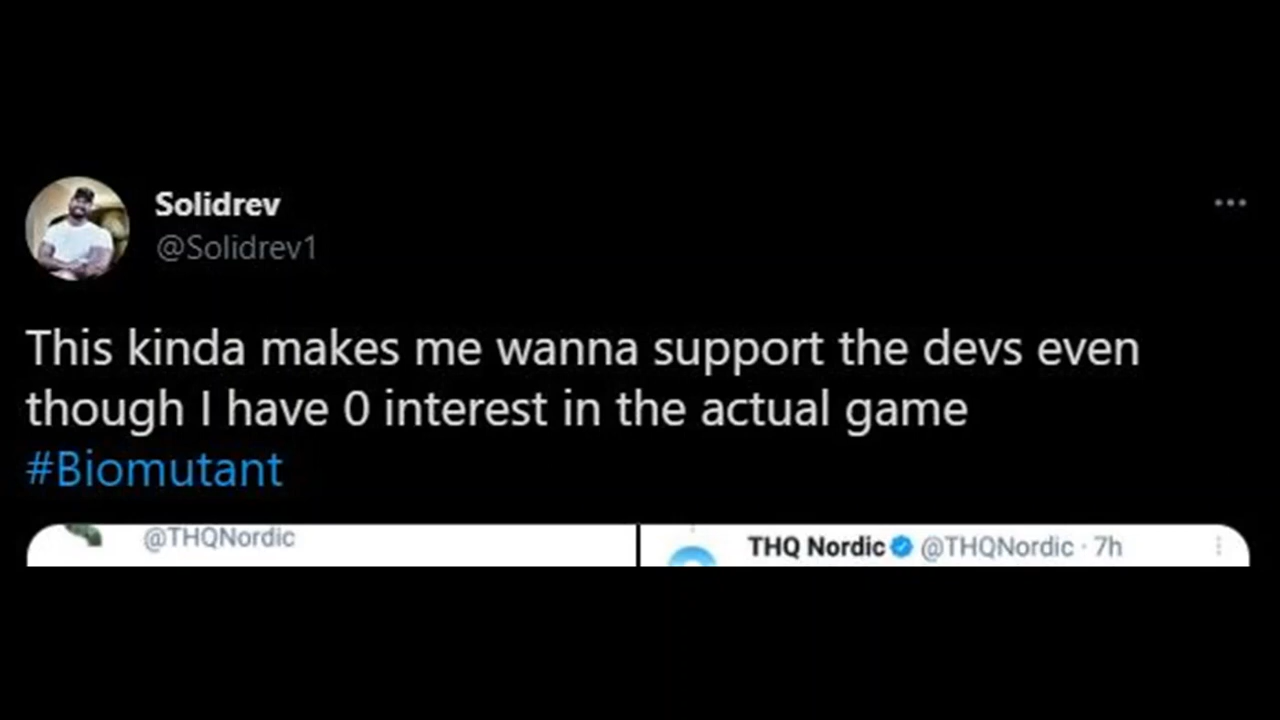 Solidrev
@Solidrev1
This kinda makes me wanna support the devs even
though I have 0 interest in the actual game
#Biomutant
@THQNordic
THQ Nordic @THQNordic · 7h